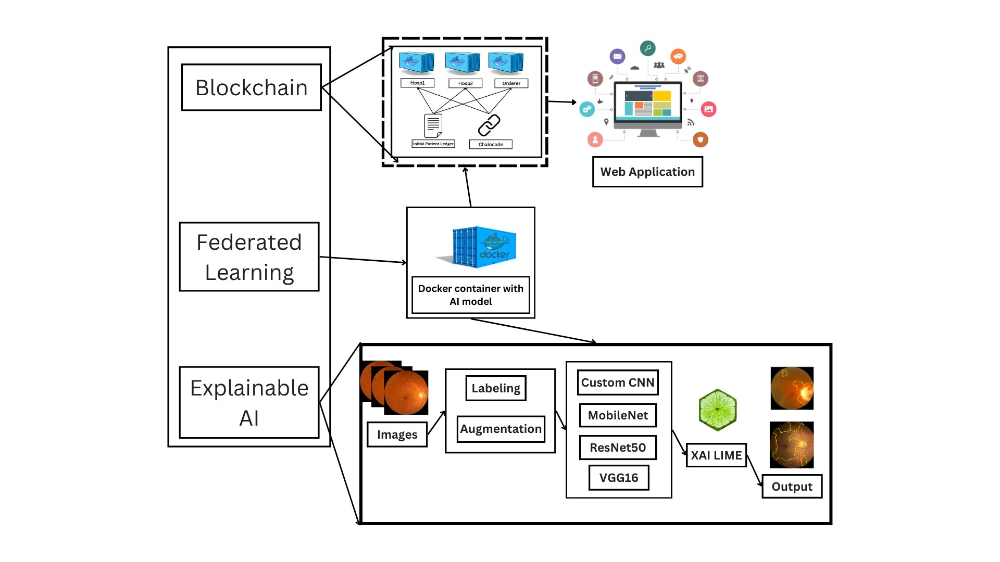 Blockchain
Hosp1
Hosp2
Orderer
Initial Patient Ledger
Chaincode
Web Application
Federated
Learning
docker
Docker container with
AI model
Explainable
AI
Images
Labeling
Augmentation
Custom CNN
MobileNet
ResNet50
VGG16
XAI LIME
Output